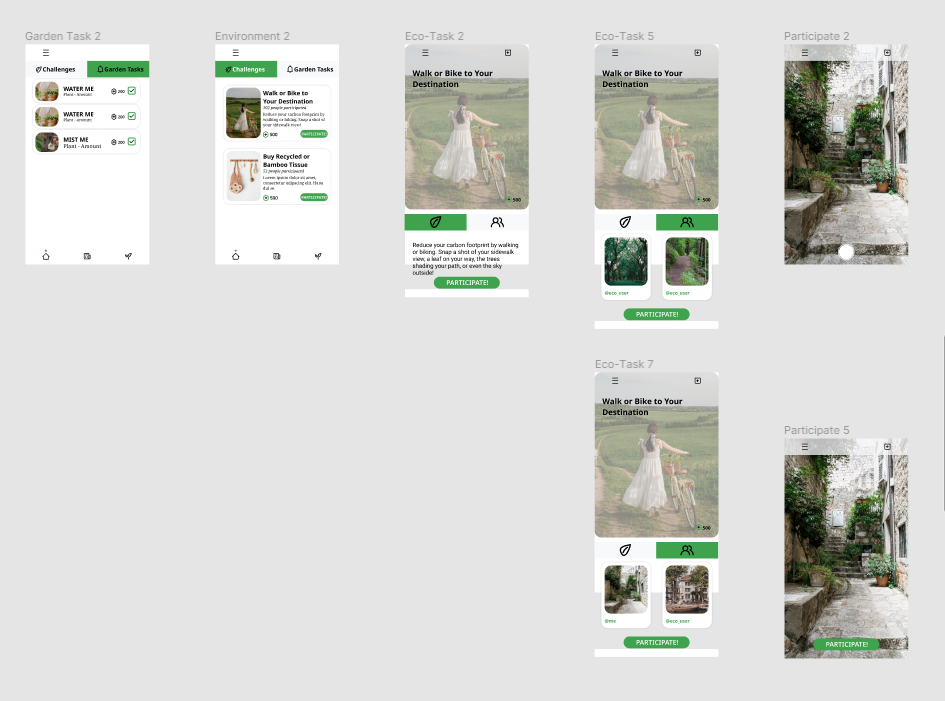 Garden Task 2
Challenges
Garden Tasks
WATER ME
Plant - Amount
200
WATER ME
Plant - Amount
200
MIST ME
Plant - Amount
200
Environment 2
Challenges
Garden Tasks
Walk or Bike to
Your Destination
102 people participated
Reduce your carbon footprint by
walking or biking. Snap a shot of
your sidewalk view!
500
PARTICIPATE!
Buy Recycled or
Bamboo Tissue
52 people participated
Lorem ipsum dolor sit amet,
consectetur adipiscing elit. Huna
dui et
500
PARTICIPATE!
Eco-Task 2
Walk or Bike to Your
Destination
500
Reduce your carbon footprint by walking
or biking. Snap a shot of your sidewalk
view, a leaf on your way, the trees
shading your path, or even the sky
outside!
PARTICIPATE!
Eco-Task 5
Walk or Bike to Your
Destination
500
@eco_user
@eco_user
PARTICIPATE!
Participate 2
Eco-Task 7
Walk or Bike to Your
Destination
500
@me
@eco_user
PARTICIPATE!
Participate 5
PARTICIPATE!